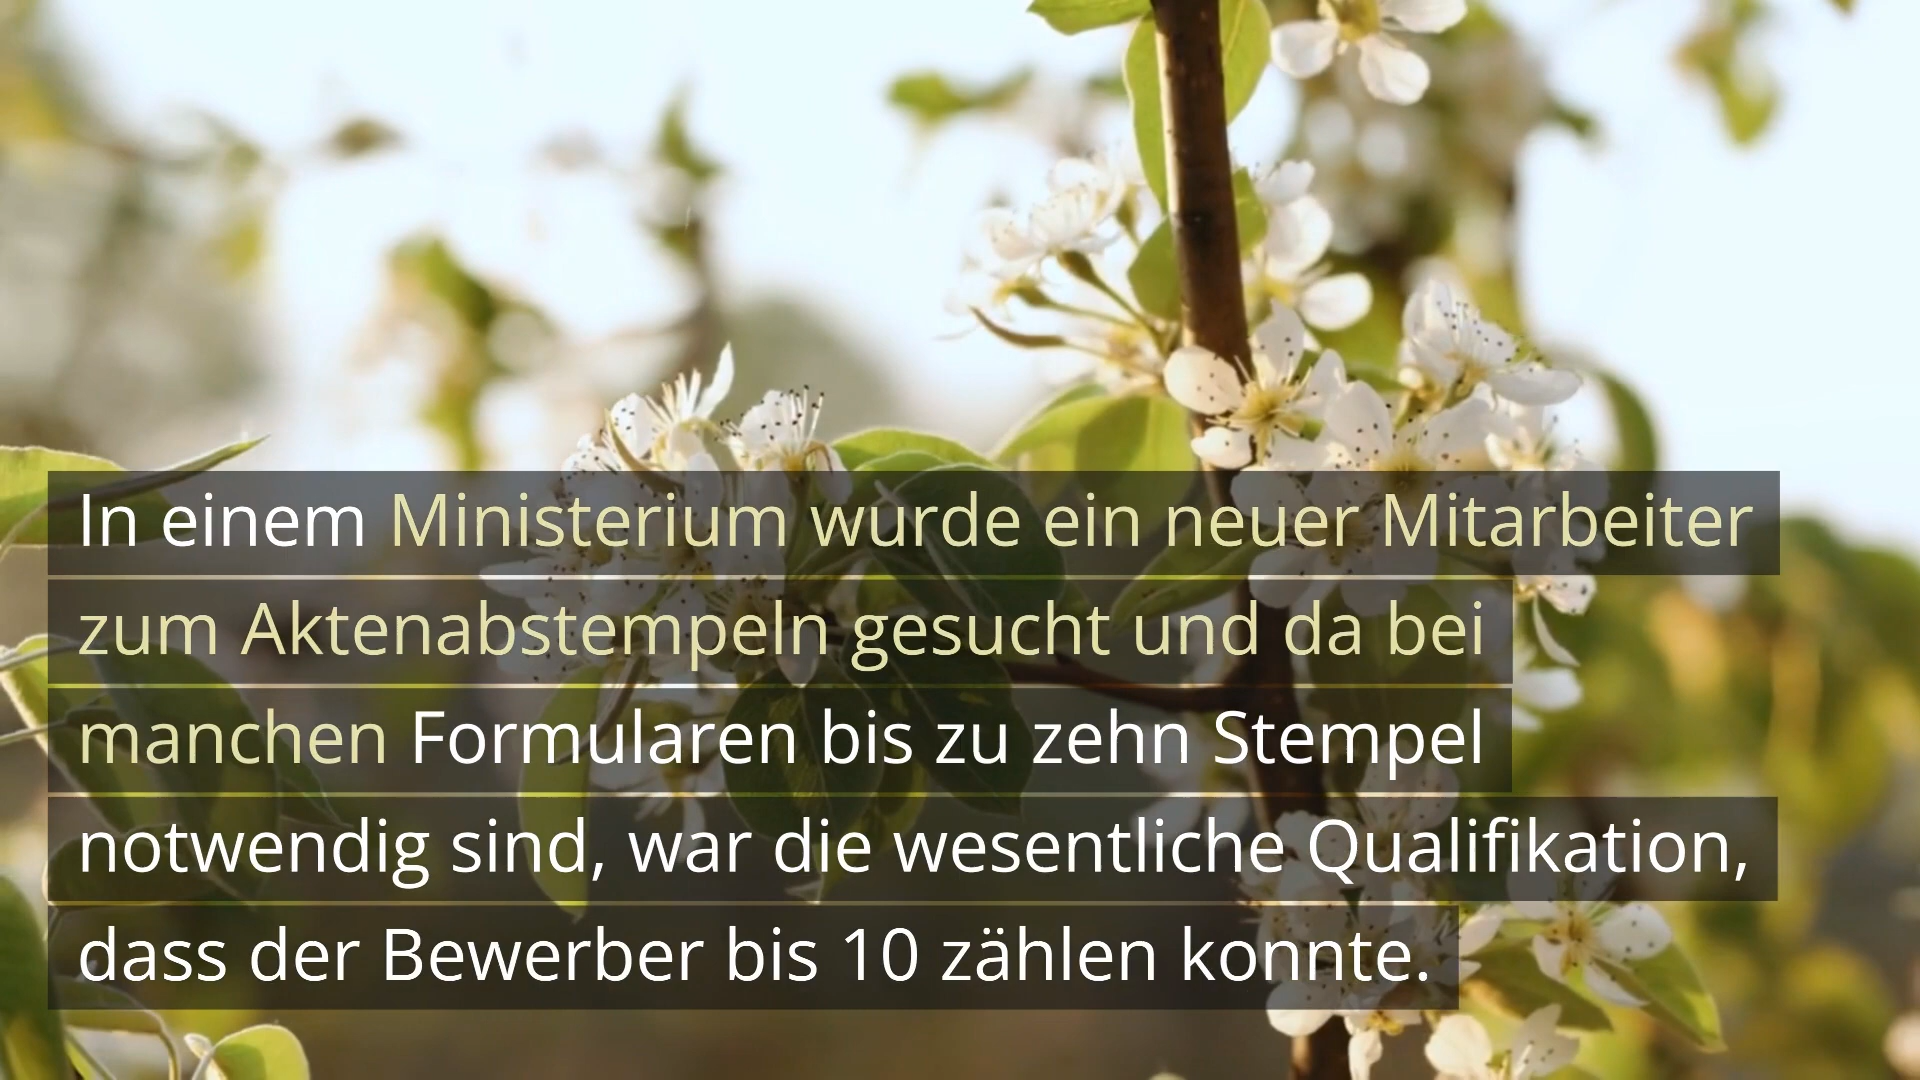 In einem Ministerium wurde ein neuer Mitarbeiter
zum Aktenabstempeln gesucht und da bei
manchen Formularen bis zu zehn Stempel
notwendig sind, war die wesentliche Qualifikation,
dass der Bewerber bis 10 zählen konnte.